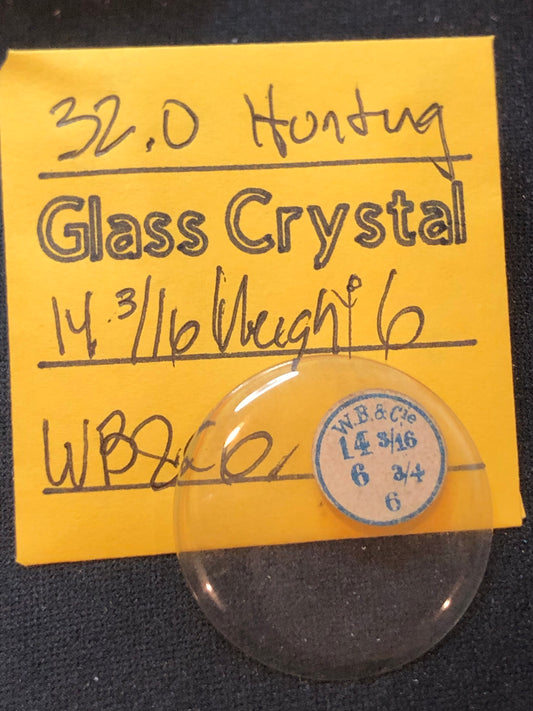 32.0 Hunting
Glass Crystal
14 3/16 Height 6
WB & Co.
W.B. & Cie
14 3/16
6 3/4
6